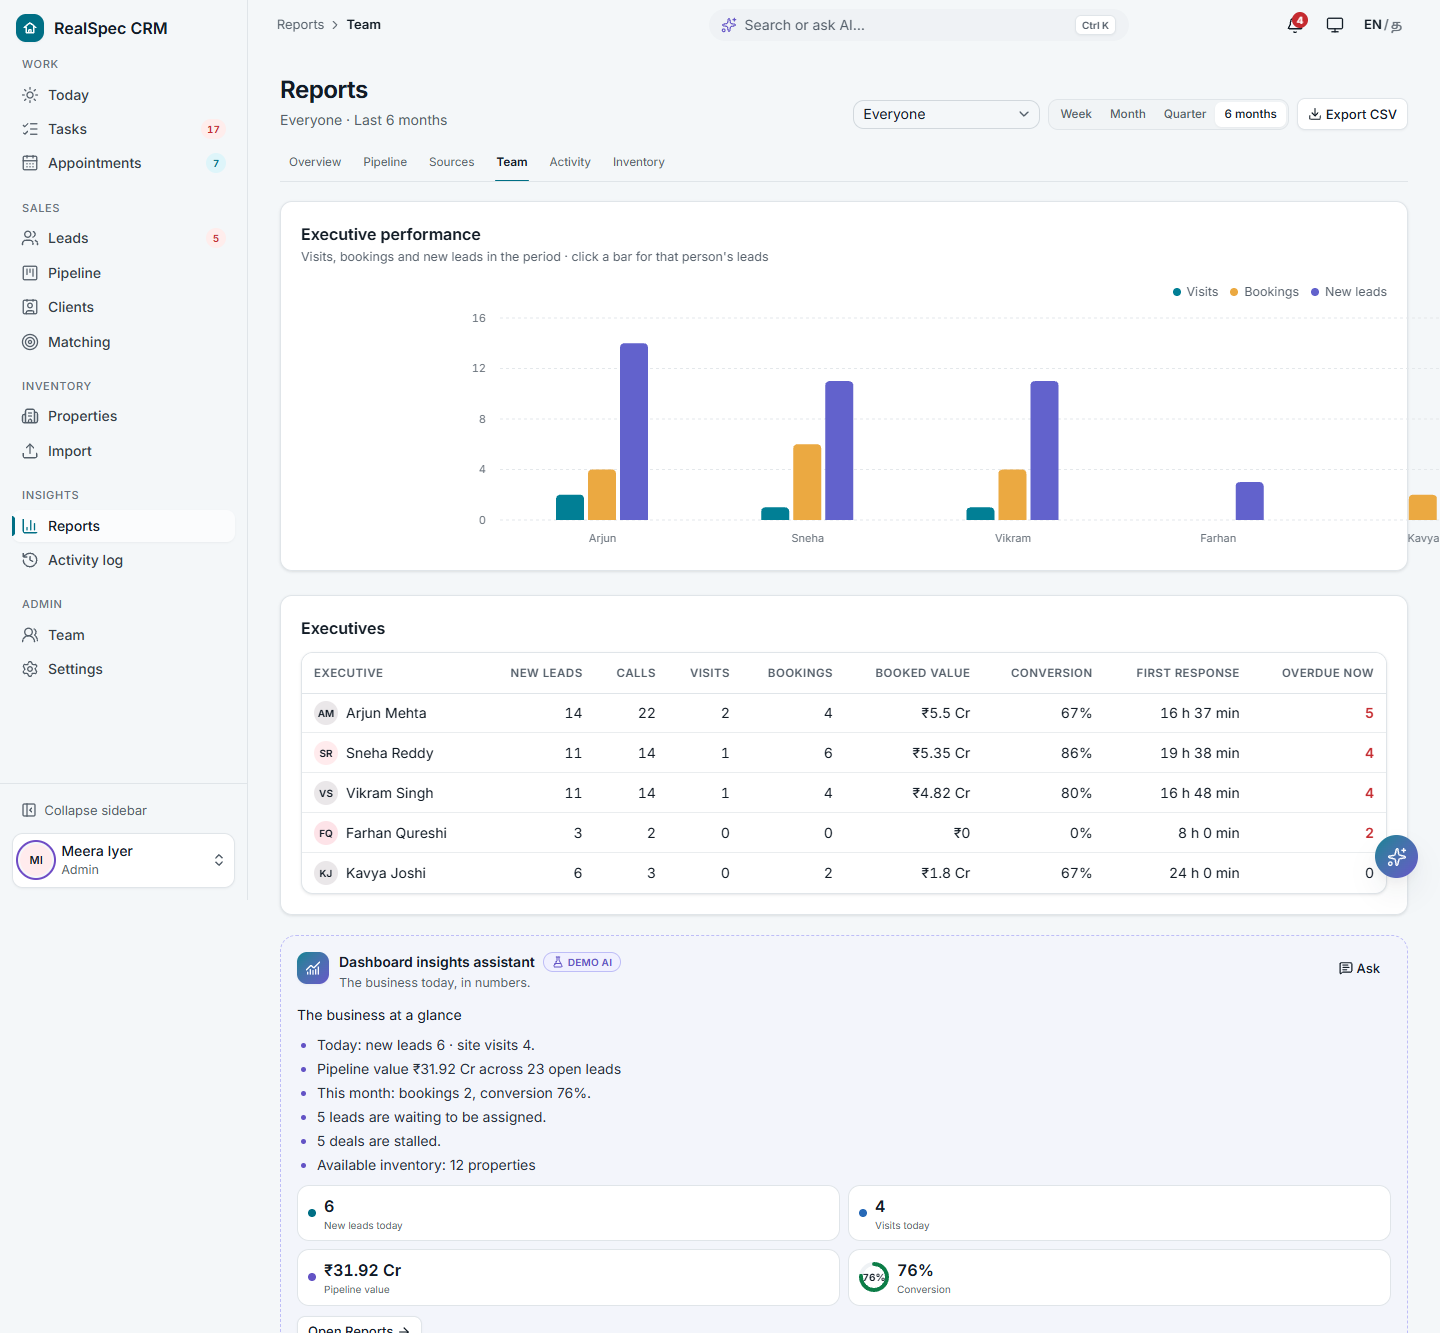 RealSpec CRM
WORK
Today
Tasks 17
Appointments 7
SALES
Leads 5
Pipeline
Clients
Matching
INVENTORY
Properties
Import
INSIGHTS
Reports
Activity log
ADMIN
Team
Settings
Collapse sidebar
MI Meera Iyer
Admin
Reports > Team
Search or ask AI... Ctrl K
4
EN / த
Reports
Everyone · Last 6 months
Everyone
Week Month Quarter 6 months
Export CSV
Overview Pipeline Sources Team Activity Inventory
Executive performance
Visits, bookings and new leads in the period · click a bar for that person's leads
Visits Bookings New leads
16
12
8
4
0
Arjun Sneha Vikram Farhan Kavya
Executives
EXECUTIVE NEW LEADS CALLS VISITS BOOKINGS BOOKED VALUE CONVERSION FIRST RESPONSE OVERDUE NOW
AM Arjun Mehta 14 22 2 4 ₹5.5 Cr 67% 16 h 37 min 5
SR Sneha Reddy 11 14 1 6 ₹5.35 Cr 86% 19 h 38 min 4
VS Vikram Singh 11 14 1 4 ₹4.82 Cr 80% 16 h 48 min 4
FQ Farhan Qureshi 3 2 0 0 ₹0 0% 8 h 0 min 2
KJ Kavya Joshi 6 3 0 2 ₹1.8 Cr 67% 24 h 0 min 0
Dashboard insights assistant DEMO AI
The business today, in numbers.
Ask
The business at a glance
• Today: new leads 6 · site visits 4.
• Pipeline value ₹31.92 Cr across 23 open leads
• This month: bookings 2, conversion 76%.
• 5 leads are waiting to be assigned.
• 5 deals are stalled.
• Available inventory: 12 properties
6
New leads today
4
Visits today
₹31.92 Cr
Pipeline value
76% 76%
Conversion
Open Reports →